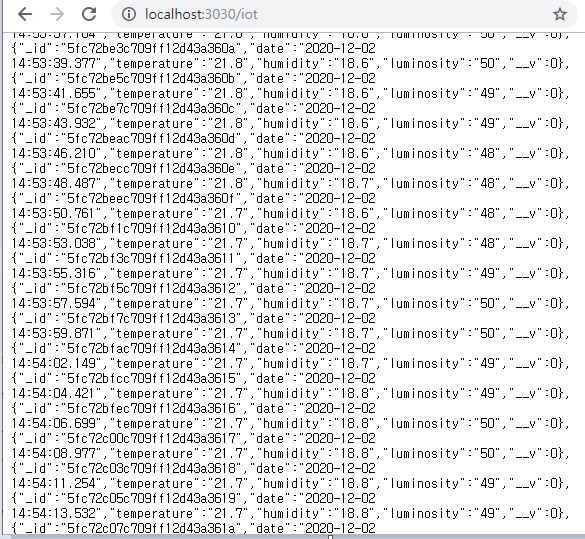 localhost:3030/iot
14:53:37.104","temperature":"21.8","humidity":"18.6","luminosity":"50","__v":0},
{"_id":"5fc72be3c709ff12d43a360a","date":"2020-12-02
14:53:39.377","temperature":"21.8","humidity":"18.6","luminosity":"50","__v":0},
{"_id":"5fc72be5c709ff12d43a360b","date":"2020-12-02
14:53:41.655","temperature":"21.8","humidity":"18.6","luminosity":"49","__v":0},
{"_id":"5fc72be7c709ff12d43a360c","date":"2020-12-02
14:53:43.932","temperature":"21.8","humidity":"18.6","luminosity":"49","__v":0},
{"_id":"5fc72beac709ff12d43a360d","date":"2020-12-02
14:53:46.210","temperature":"21.8","humidity":"18.6","luminosity":"48","__v":0},
{"_id":"5fc72becc709ff12d43a360e","date":"2020-12-02
14:53:48.487","temperature":"21.8","humidity":"18.7","luminosity":"48","__v":0},
{"_id":"5fc72beec709ff12d43a360f","date":"2020-12-02
14:53:50.761","temperature":"21.7","humidity":"18.6","luminosity":"48","__v":0},
{"_id":"5fc72bf1c709ff12d43a3610","date":"2020-12-02
14:53:53.038","temperature":"21.7","humidity":"18.7","luminosity":"48","__v":0},
{"_id":"5fc72bf3c709ff12d43a3611","date":"2020-12-02
14:53:55.316","temperature":"21.7","humidity":"18.7","luminosity":"49","__v":0},
{"_id":"5fc72bf5c709ff12d43a3612","date":"2020-12-02
14:53:57.594","temperature":"21.7","humidity":"18.7","luminosity":"50","__v":0},
{"_id":"5fc72bf7c709ff12d43a3613","date":"2020-12-02
14:53:59.871","temperature":"21.7","humidity":"18.7","luminosity":"50","__v":0},
{"_id":"5fc72bfac709ff12d43a3614","date":"2020-12-02
14:54:02.149","temperature":"21.7","humidity":"18.7","luminosity":"49","__v":0},
{"_id":"5fc72bfcc709ff12d43a3615","date":"2020-12-02
14:54:04.421","temperature":"21.7","humidity":"18.8","luminosity":"49","__v":0},
{"_id":"5fc72bfec709ff12d43a3616","date":"2020-12-02
14:54:06.699","temperature":"21.7","humidity":"18.8","luminosity":"50","__v":0},
{"_id":"5fc72c00c709ff12d43a3617","date":"2020-12-02
14:54:08.977","temperature":"21.7","humidity":"18.8","luminosity":"50","__v":0},
{"_id":"5fc72c03c709ff12d43a3618","date":"2020-12-02
14:54:11.254","temperature":"21.6","humidity":"18.8","luminosity":"49","__v":0},
{"_id":"5fc72c05c709ff12d43a3619","date":"2020-12-02
14:54:13.532","temperature":"21.7","humidity":"18.8","luminosity":"49","__v":0},
{"_id":"5fc72c07c709ff12d43a361a","date":"2020-12-02